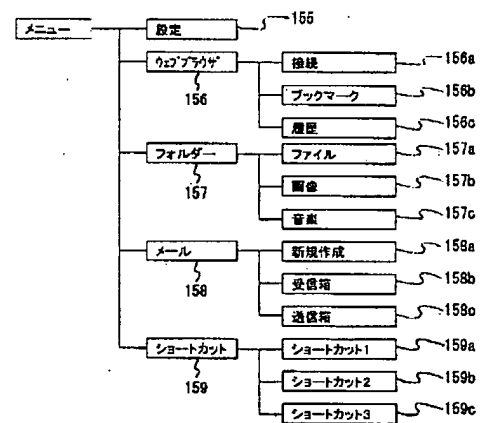 メニュー
設定
155
ウェブブラウザ
156
接続
156a
ブックマーク
156b
履歴
156c
フォルダー
157
ファイル
157a
画像
157b
音楽
157c
メール
158
新規作成
158a
受信箱
158b
送信箱
158c
ショートカット
159
ショートカット1
159a
ショートカット2
159b
ショートカット3
159c